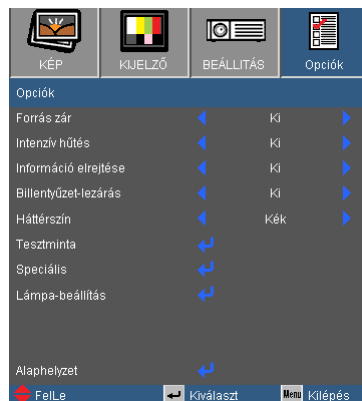 KÉP KIJELZŐ BEÁLLITÁS Opciók
Opciók
Forrás zár Ki
Intenzív hűtés Ki
Információ elrejtése Ki
Billentyűzet-lezárás Ki
Háttérszín Kék
Tesztminta
Speciális
Lámpa-beállítás
Alaphelyzet
FelLe Kiválaszt Menu Kilépés